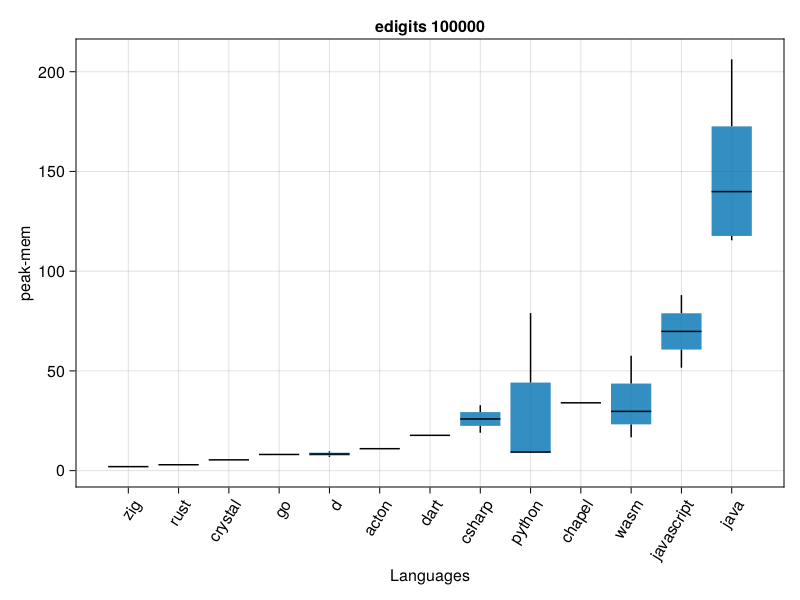 edigits 100000
200
150
100
50
0
peak-mem
zig
rust
crystal
go
d
acton
dart
csharp
python
chapel
wasm
javascript
java
Languages